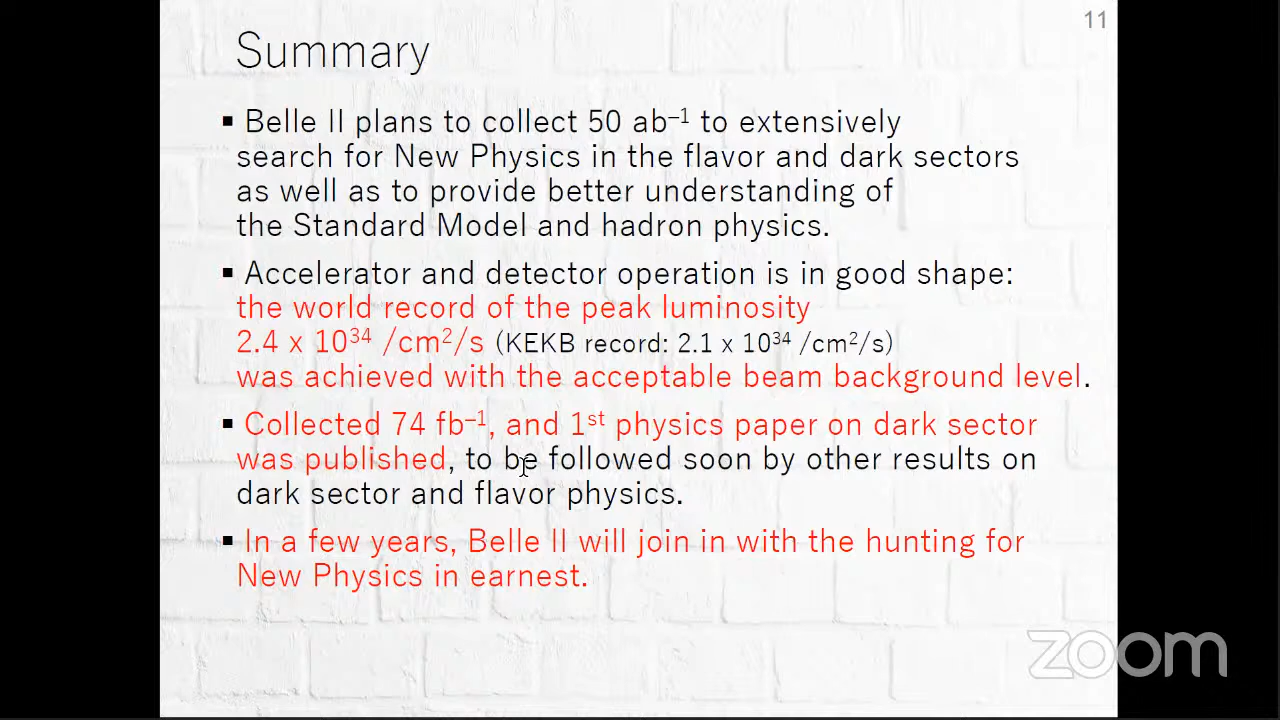 11
Summary
▪ Belle II plans to collect 50 ab⁻¹ to extensively
search for New Physics in the flavor and dark sectors
as well as to provide better understanding of
the Standard Model and hadron physics.
▪ Accelerator and detector operation is in good shape:
the world record of the peak luminosity
2.4 x 10³⁴ /cm²/s (KEKB record: 2.1 x 10³⁴ /cm²/s)
was achieved with the acceptable beam background level.
▪ Collected 74 fb⁻¹, and 1ˢᵗ physics paper on dark sector
was published, to be followed soon by other results on
dark sector and flavor physics.
▪ In a few years, Belle II will join in with the hunting for
New Physics in earnest.
zoom